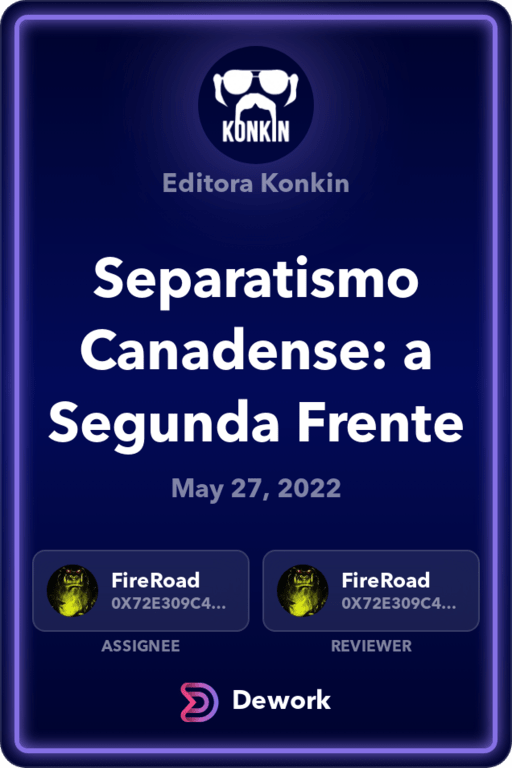 KONKIN
Editora Konkin
Separatismo
Canadense: a
Segunda Frente
May 27, 2022
FireRoad
0X72E309C4...
ASSIGNEE
FireRoad
0X72E309C4...
REVIEWER
Dework